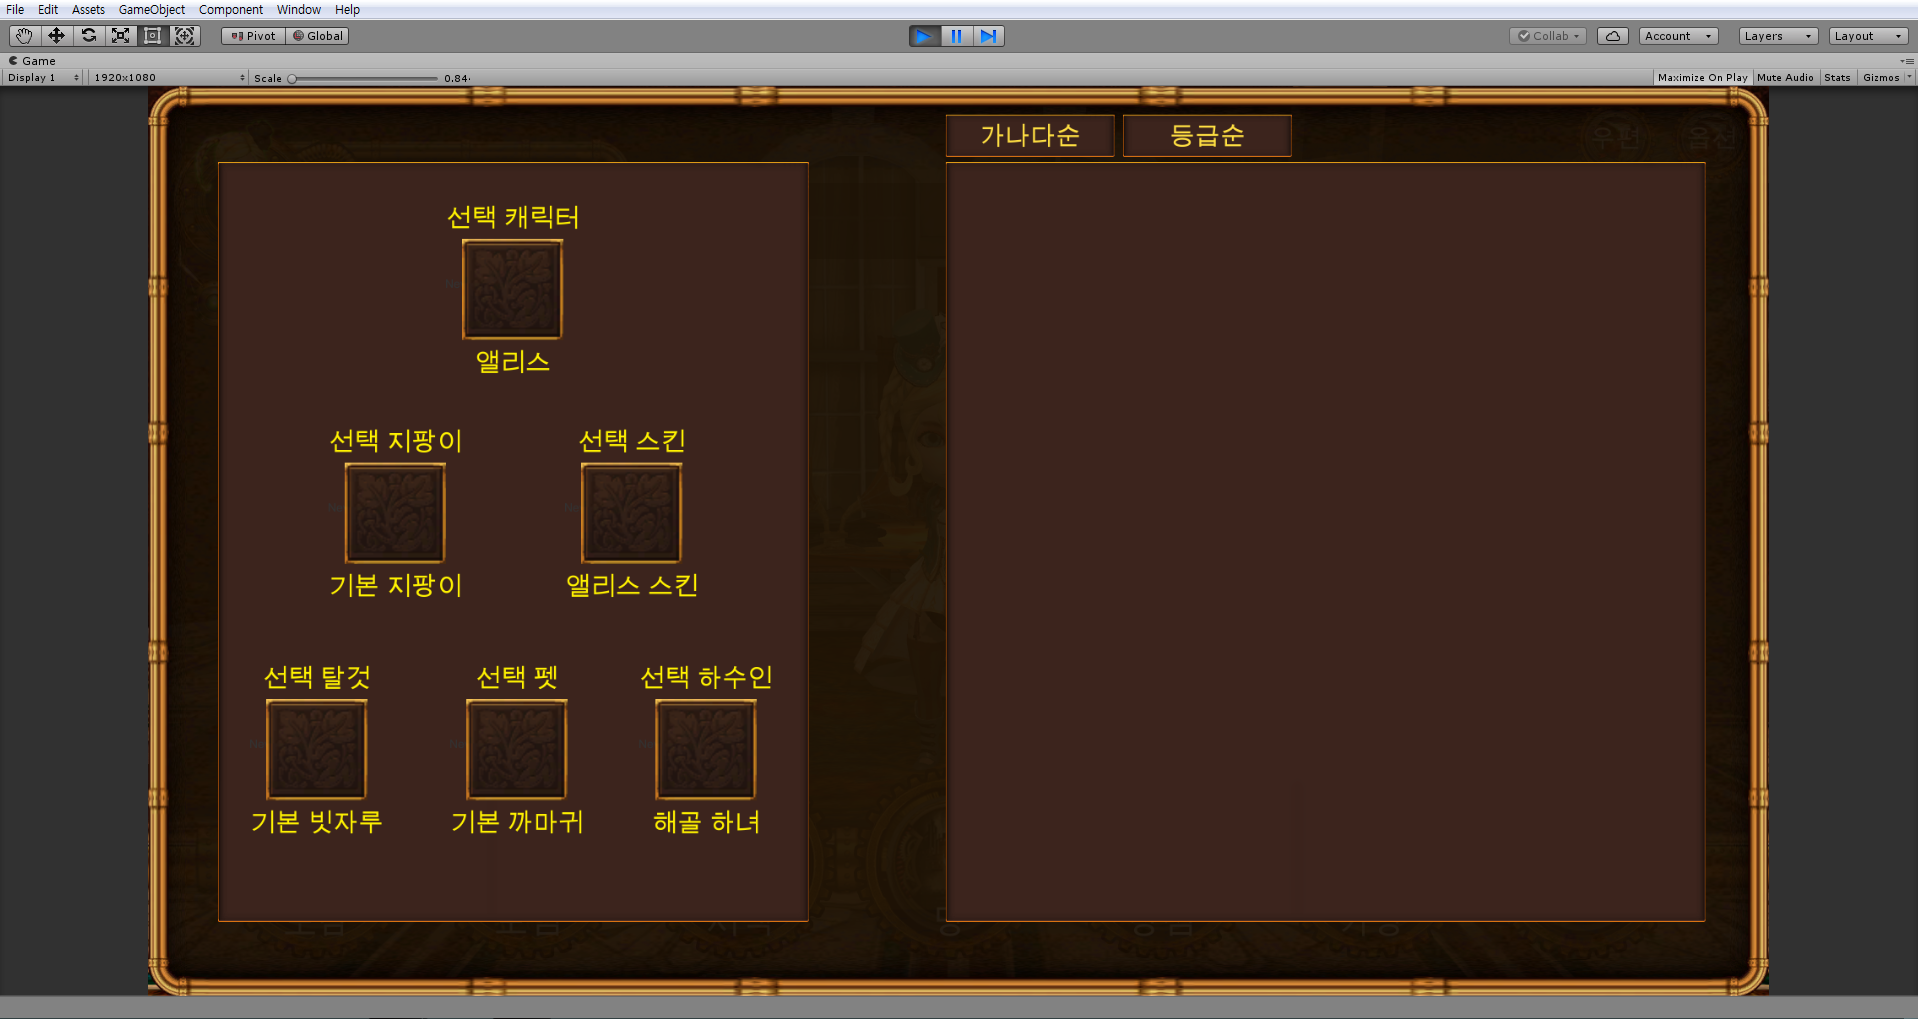 File Edit Assets GameObject Component Window Help
Pivot Global Collab Account Layers Layout
Game
Display 1 1920x1080 Scale 0.84 Maximize On Play Mute Audio Stats Gizmos
가나다순 등급순
우편 옵션
선택 캐릭터
앨리스
선택 지팡이 선택 스킨
기본 지팡이 앨리스 스킨
선택 탈것 선택 펫 선택 하수인
기본 빗자루 기본 까마귀 해골 하녀